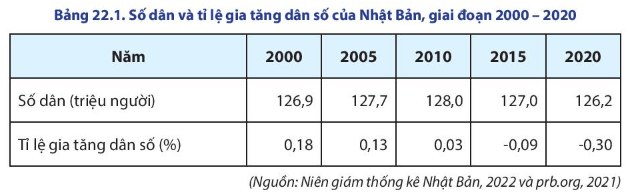 Bảng 22.1. Số dân và tỉ lệ gia tăng dân số của Nhật Bản, giai đoạn 2000 – 2020
Năm 2000 2005 2010 2015 2020
Số dân (triệu người) 126,9 127,7 128,0 127,0 126,2
Tỉ lệ gia tăng dân số (%) 0,18 0,13 0,03 -0,09 -0,30
(Nguồn: Niên giám thống kê Nhật Bản, 2022 và prb.org, 2021)